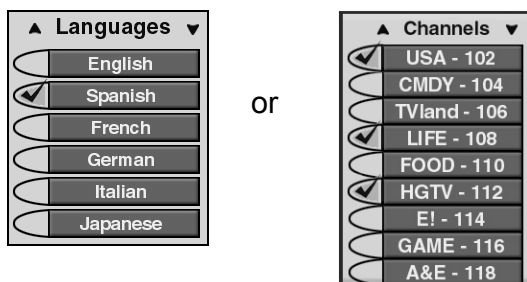 Languages
English
Spanish
French
German
Italian
Japanese
or
Channels
USA - 102
CMDY - 104
TVland - 106
LIFE - 108
FOOD - 110
HGTV - 112
E! - 114
GAME - 116
A&E - 118